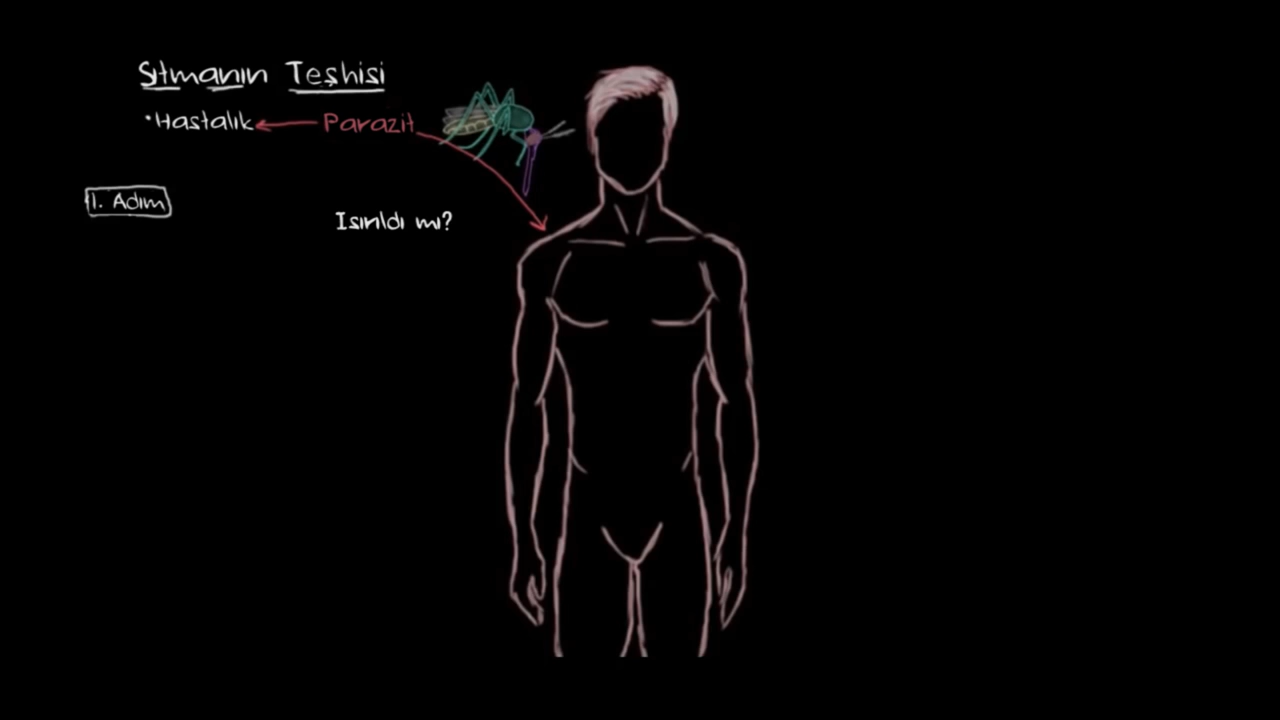 Sıtmanın Teşhisi
•Hastalık Parazit
1. Adım
Isırıldı mı?